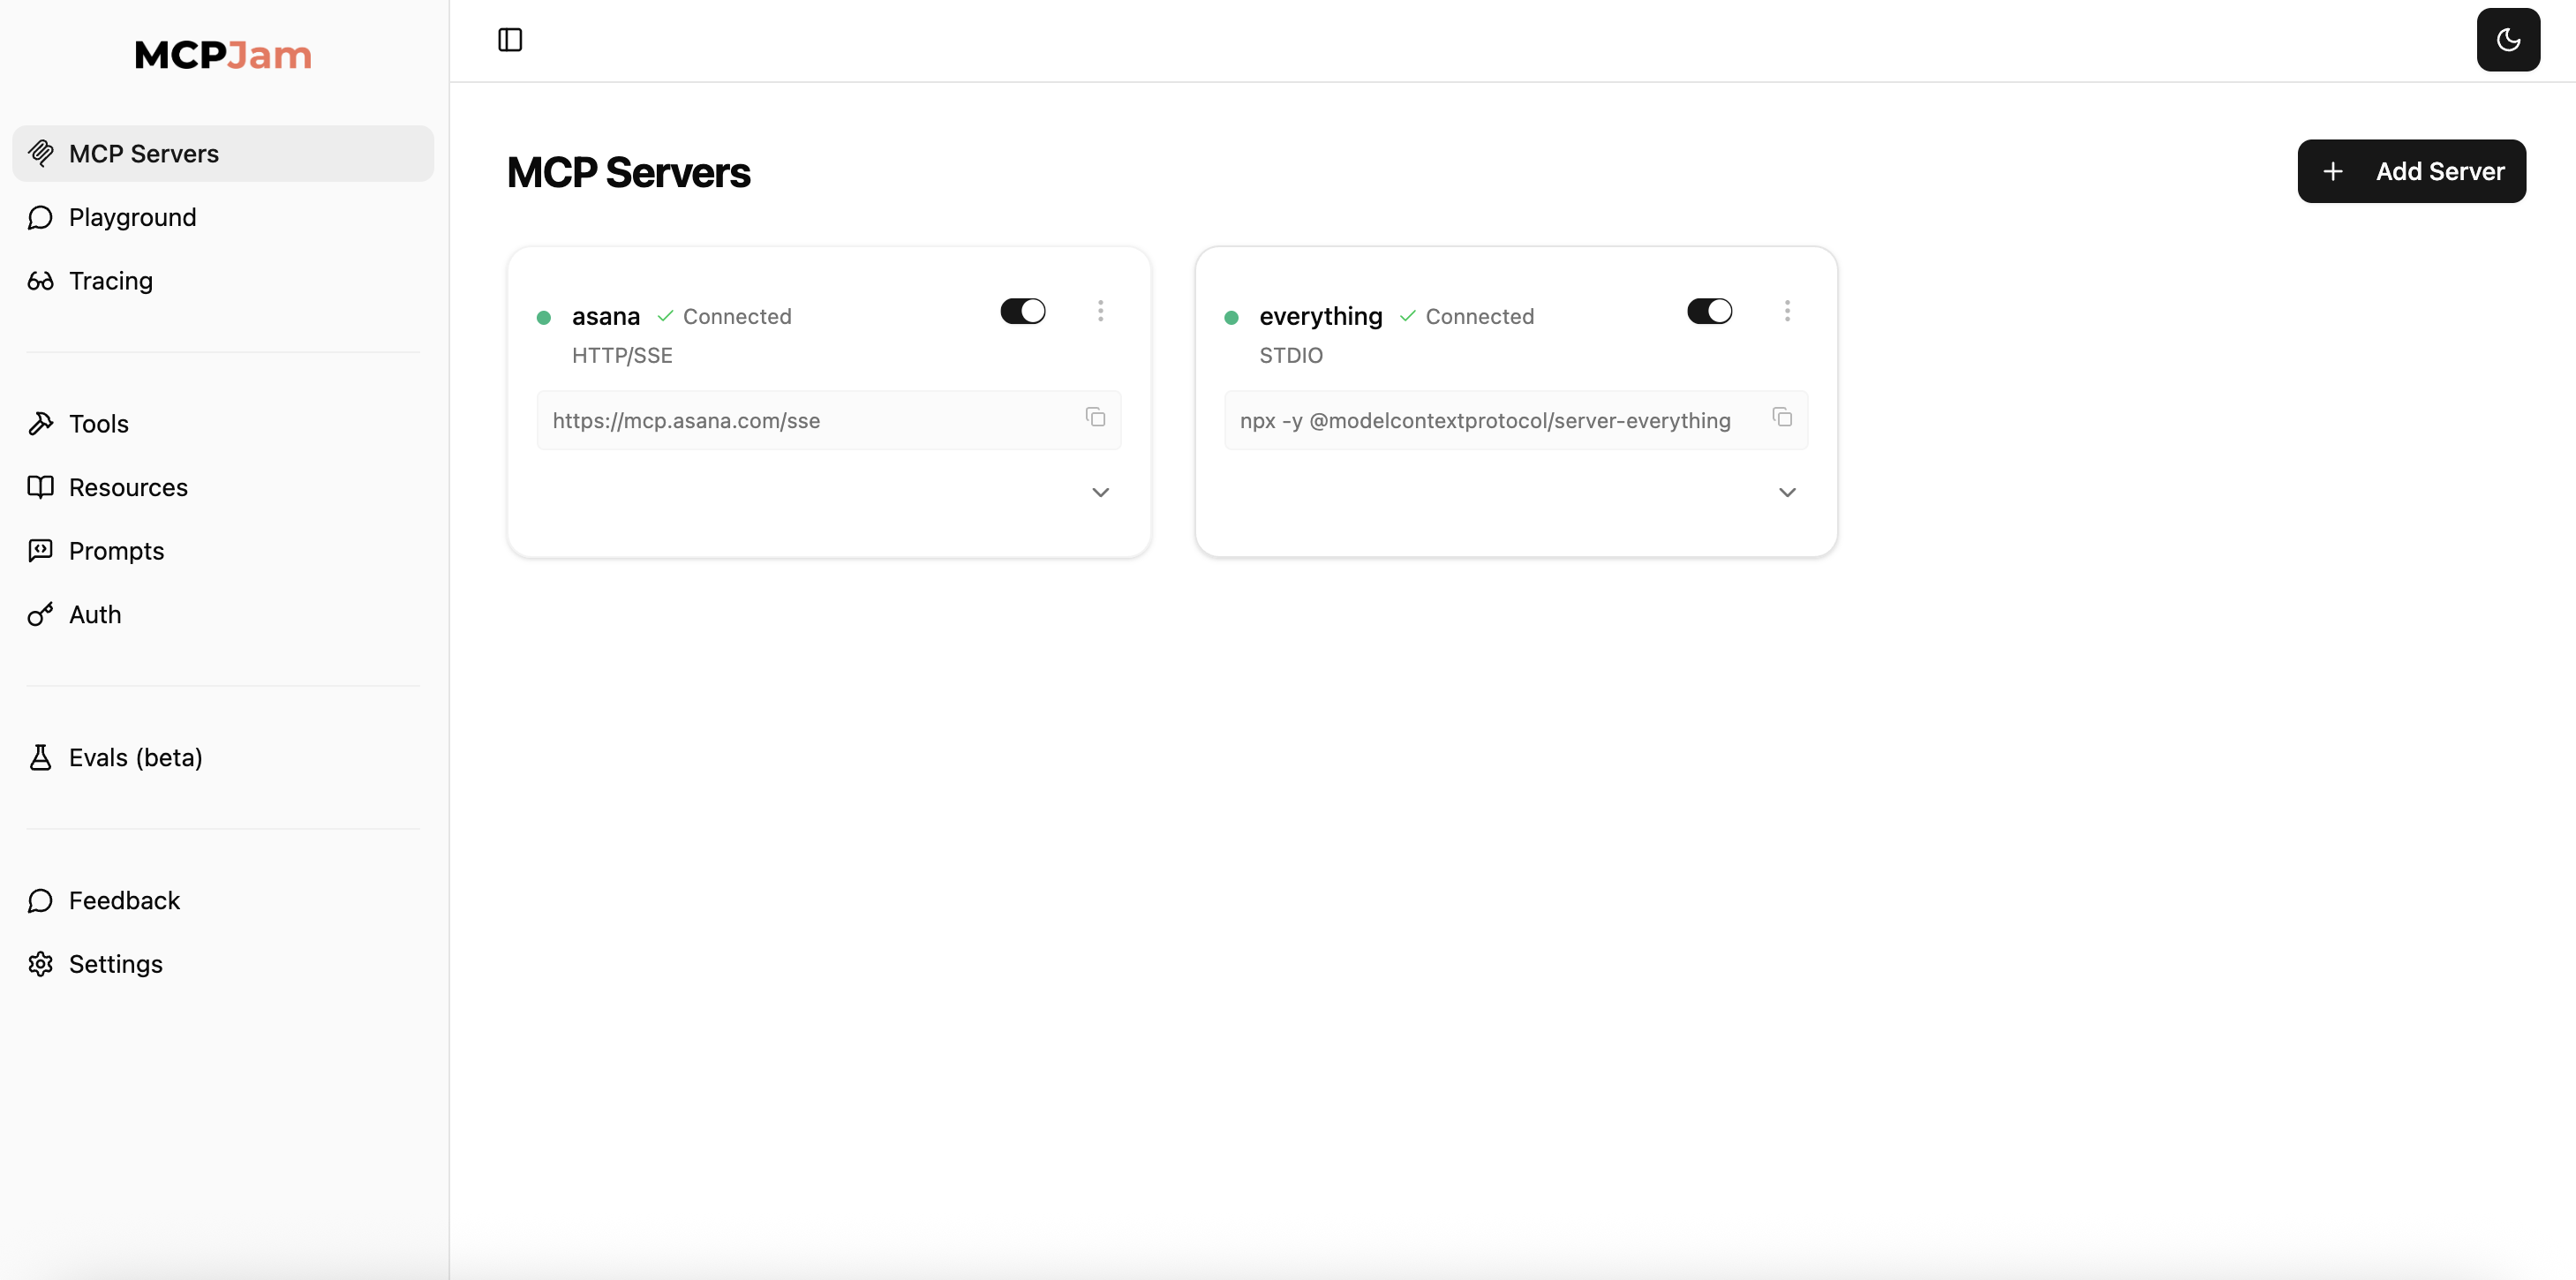 MCPJam
MCP Servers
Playground
Tracing
Tools
Resources
Prompts
Auth
Evals (beta)
Feedback
Settings
MCP Servers
Add Server
asana Connected
HTTP/SSE
https://mcp.asana.com/sse
everything Connected
STDIO
npx -y @modelcontextprotocol/server-everything